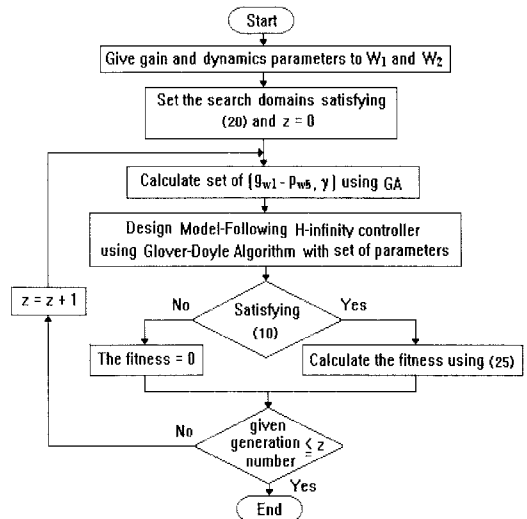 Start
Give gain and dynamics parameters to W1 and W2
Set the search domains satisfying
(20) and z = 0
Calculate set of (gw1 - pw5, γ) using GA
Design Model-Following H-infinity controller
using Glover-Doyle Algorithm with set of parameters
z = z + 1
No
Satisfying
(10)
Yes
The fitness = 0
Calculate the fitness using (25)
No
given
generation
number ≤ z
Yes
End